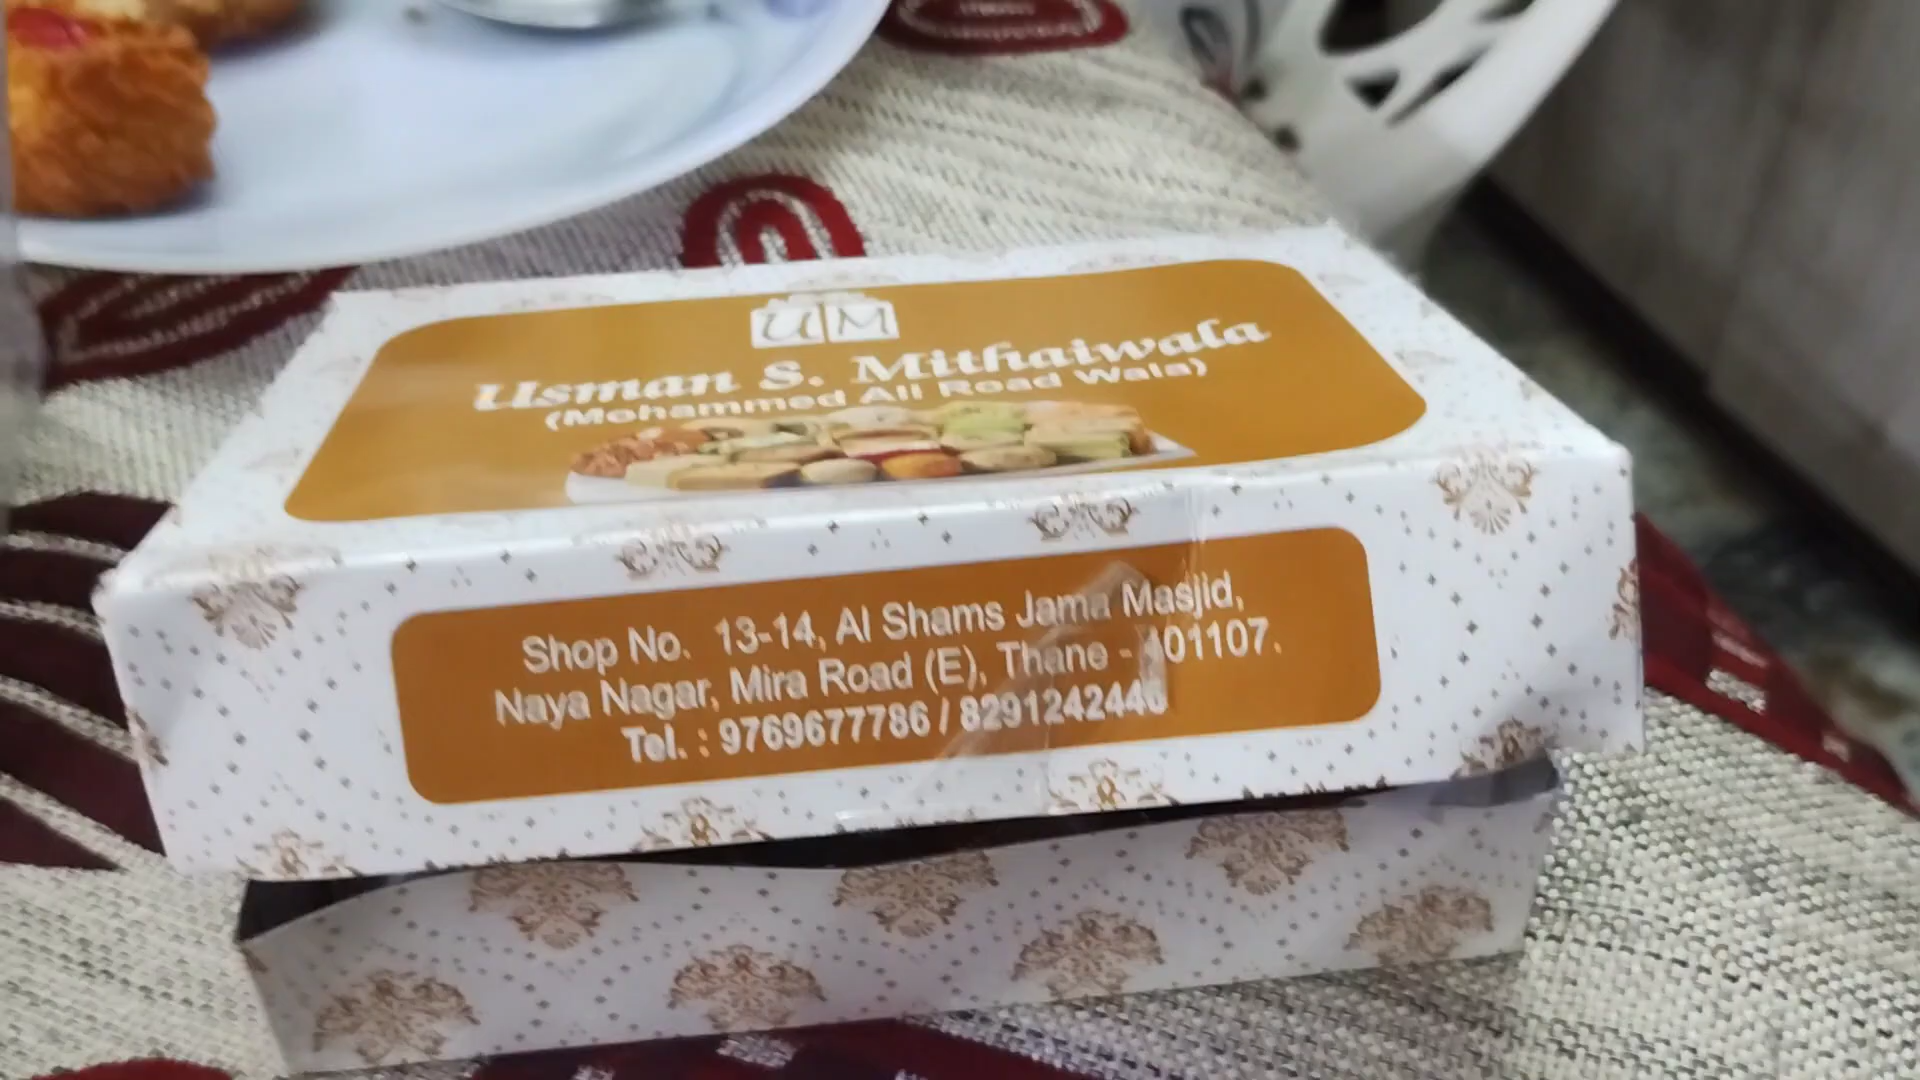 UM
Usman S. Mithaiwala
(Mohammed Ali Road Wala)
Shop No. 13-14, Al Shams Jama Masjid,
Naya Nagar, Mira Road (E), Thane - 401107.
Tel. : 9769677786 / 8291242446